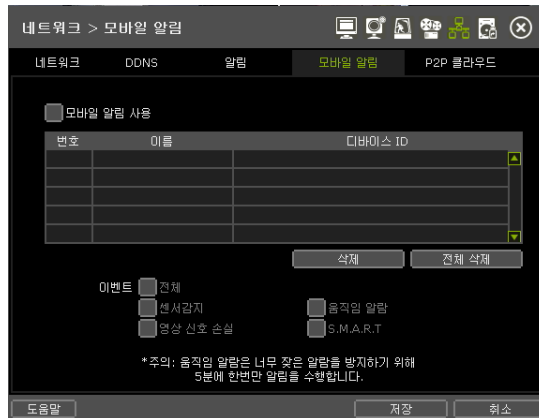 네트워크 > 모바일 알림
네트워크 DDNS 알림 모바일 알림 P2P 클라우드
모바일 알림 사용
번호 이름 디바이스 ID
삭제 전체 삭제
이벤트 전체
센서감지 움직임 알람
영상 신호 손실 S.M.A.R.T
*주의: 움직임 알람은 너무 잦은 알람을 방지하기 위해
5분에 한번만 알림을 수행합니다.
도움말 저장 취소